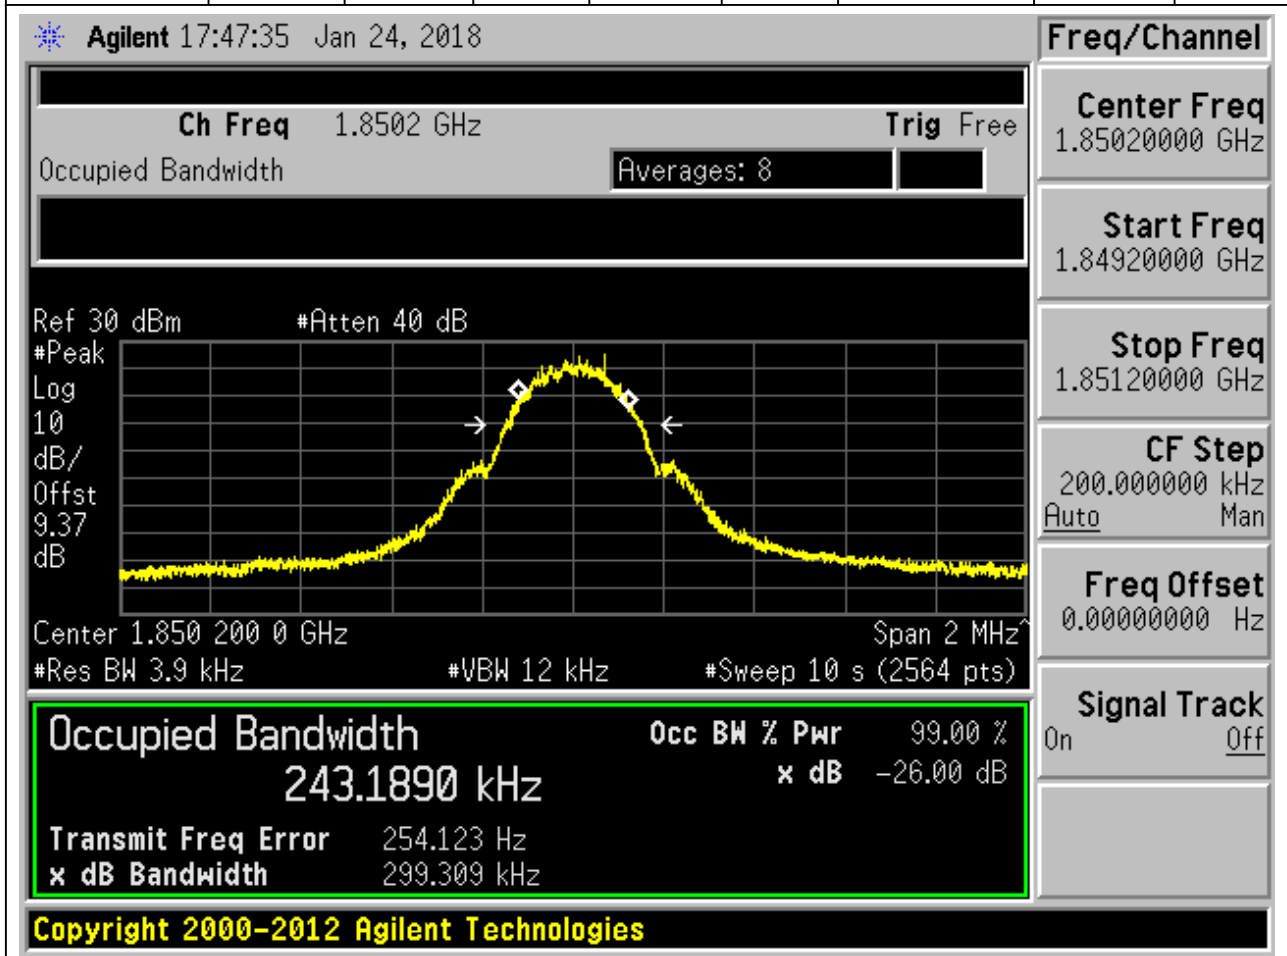 Agilent 17:47:35 Jan 24, 2018
Freq/Channel
Ch Freq 1.8502 GHz Trig Free
Occupied Bandwidth Averages: 8
Center Freq
1.85020000 GHz
Start Freq
1.84920000 GHz
Stop Freq
1.85120000 GHz
CF Step
200.000000 kHz
Auto Man
Freq Offset
0.00000000 Hz
Signal Track
On Off
Ref 30 dBm #Atten 40 dB
#Peak
Log
10
dB/
Offst
9.37
dB
Center 1.850 200 0 GHz Span 2 MHz^
#Res BW 3.9 kHz #VBW 12 kHz #Sweep 10 s (2564 pts)
Occupied Bandwidth Occ BW % Pwr 99.00 %
243.1890 kHz x dB -26.00 dB
Transmit Freq Error 254.123 Hz
x dB Bandwidth 299.309 kHz
Copyright 2000-2012 Agilent Technologies